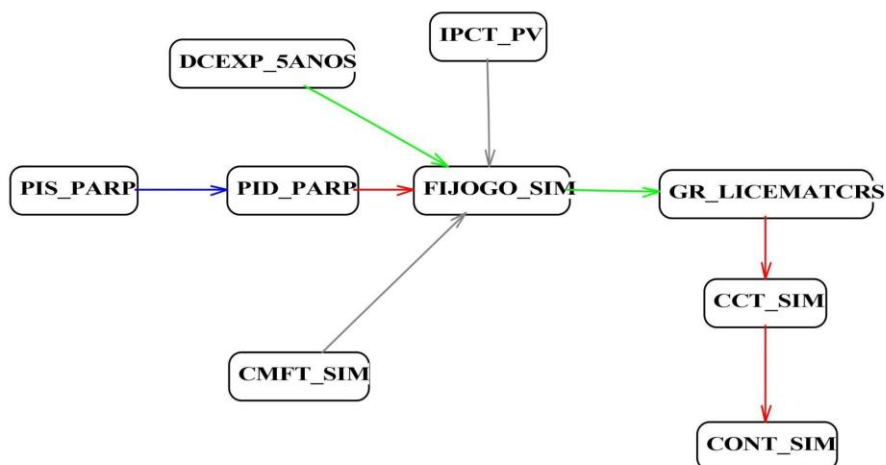 IPCT_PV
DCEXP_5ANOS
PIS_PARP
PID_PARP
FIJOGO_SIM
GR_LICEMATCRS
CCT_SIM
CMFT_SIM
CONT_SIM